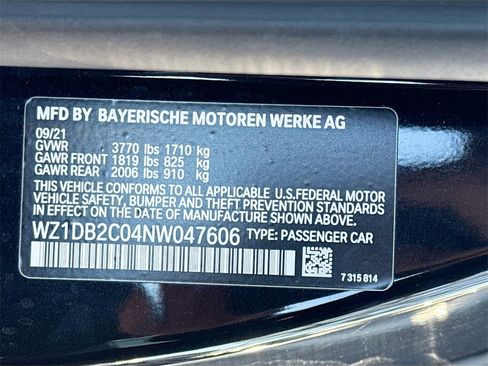 MFD BY BAYERISCHE MOTOREN WERKE AG
09/21
GVWR 3770 lbs 1710 kg
GAWR FRONT 1819 lbs 825 kg
GAWR REAR 2006 lbs 910 kg
THIS VEHICLE CONFORMS TO ALL APPLICABLE U.S.FEDERAL MOTOR
VEHICLE SAFETY, BUMPER AND THEFT PREVENTION STANDARDS
IN EFFECT ON THE DATE OF MANUFACTURE SHOWN ABOVE.
WZ1DB2C04NW047606 TYPE: PASSENGER CAR
7 315 814